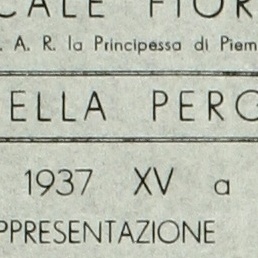 CALE FIOR
. A. R. la Principessa di Piem
ELLA PERG
1937 XV a
PPRESENTAZIONE